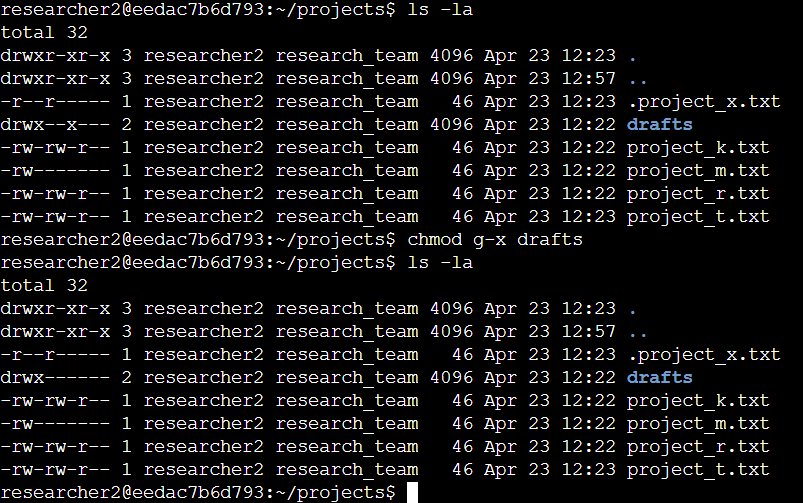 researcher2@eedac7b6d793:~/projects$ ls -la
total 32
drwxr-xr-x 3 researcher2 research_team 4096 Apr 23 12:23 .
drwxr-xr-x 3 researcher2 research_team 4096 Apr 23 12:57 ..
-r--r----- 1 researcher2 research_team   46 Apr 23 12:23 .project_x.txt
drwx--x--- 2 researcher2 research_team 4096 Apr 23 12:22 drafts
-rw-rw-r-- 1 researcher2 research_team   46 Apr 23 12:22 project_k.txt
-rw------- 1 researcher2 research_team   46 Apr 23 12:22 project_m.txt
-rw-rw-r-- 1 researcher2 research_team   46 Apr 23 12:22 project_r.txt
-rw-rw-r-- 1 researcher2 research_team   46 Apr 23 12:23 project_t.txt
researcher2@eedac7b6d793:~/projects$ chmod g-x drafts
researcher2@eedac7b6d793:~/projects$ ls -la
total 32
drwxr-xr-x 3 researcher2 research_team 4096 Apr 23 12:23 .
drwxr-xr-x 3 researcher2 research_team 4096 Apr 23 12:57 ..
-r--r----- 1 researcher2 research_team   46 Apr 23 12:23 .project_x.txt
drwx------ 2 researcher2 research_team 4096 Apr 23 12:22 drafts
-rw-rw-r-- 1 researcher2 research_team   46 Apr 23 12:22 project_k.txt
-rw------- 1 researcher2 research_team   46 Apr 23 12:22 project_m.txt
-rw-rw-r-- 1 researcher2 research_team   46 Apr 23 12:22 project_r.txt
-rw-rw-r-- 1 researcher2 research_team   46 Apr 23 12:23 project_t.txt
researcher2@eedac7b6d793:~/projects$